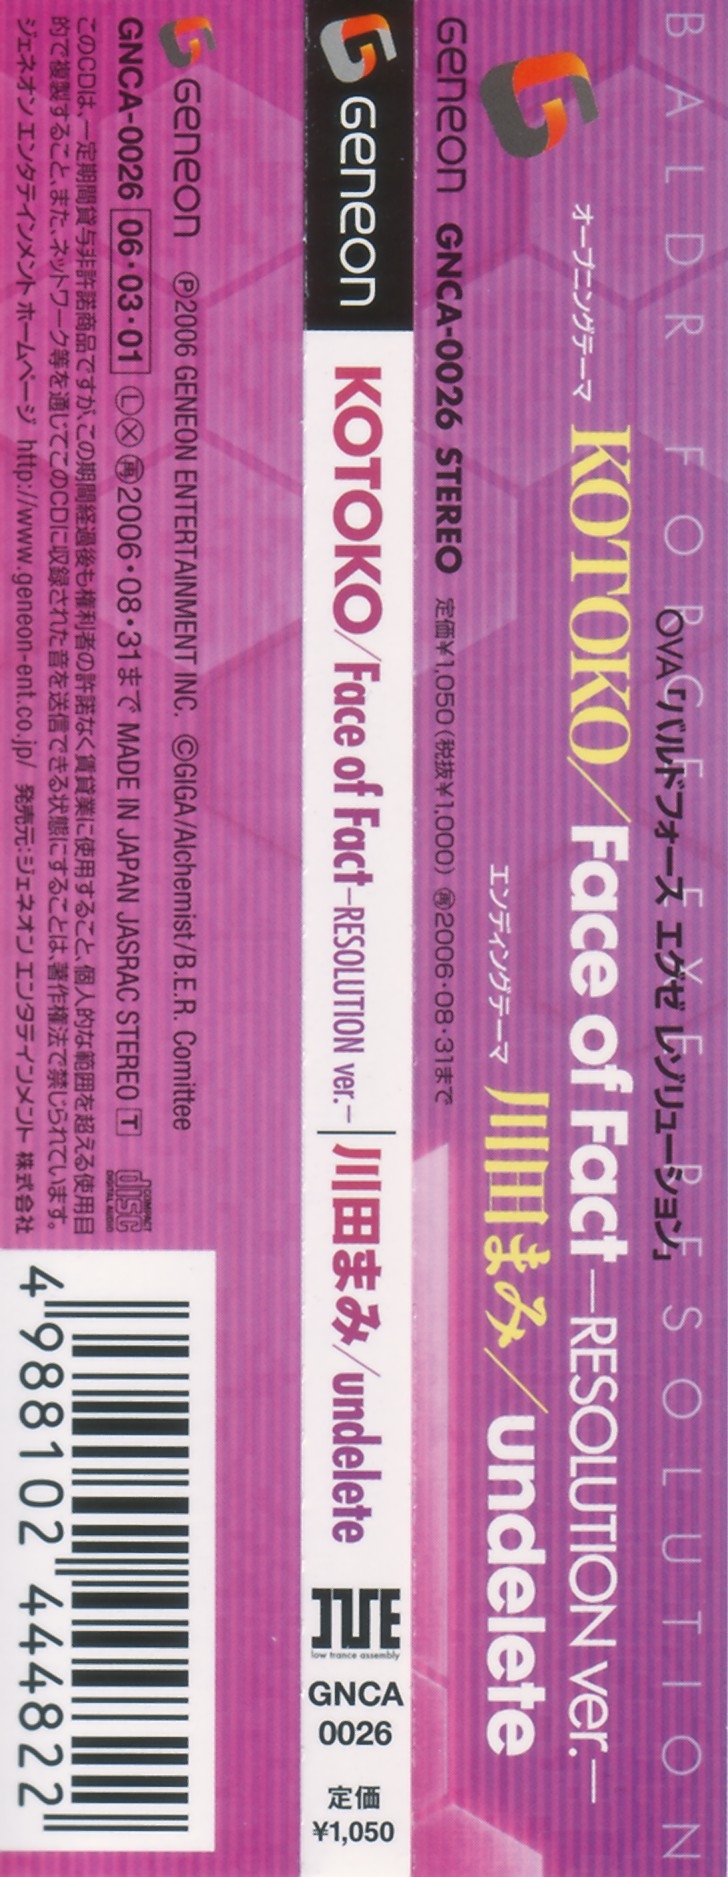 BALDR FORCE EXE RESOLUTION
OVA「バルドフォース エグゼ レゾリューション」
オープニングテーマ KOTOKO/Face of Fact—RESOLUTION ver.—
エンディングテーマ 川田まみ/undelete
Geneon GNCA-0026 STEREO 定価¥1,050(税抜¥1,000) 再2006・08・31まで
Geneon KOTOKO/Face of Fact—RESOLUTION ver.—|川田まみ/undelete
low trance assembly
GNCA
0026
定価
¥1,050
Geneon Ⓟ2006 GENEON ENTERTAINMENT INC. ©GIGA/Alchemist/B.E.R. Comittee
GNCA-0026 06・03・01 Ⓛ Ⓧ 再2006・08・31まで MADE IN JAPAN JASRAC STEREO T COMPACT disc DIGITAL AUDIO
このCDは、一定期間貸与非許諾商品ですが、この期間経過後も権利者の許諾なく賃貸業に使用すること、個人的な範囲を超える使用目
的で複製すること、また、ネットワーク等を通じてこのCDに収録された音を送信できる状態にすることは、著作権法で禁じられています。
ジェネオン エンタテインメント ホームページ http://www.geneon-ent.co.jp/ 発売元:ジェネオン エンタテインメント 株式会社
4 988102 444822